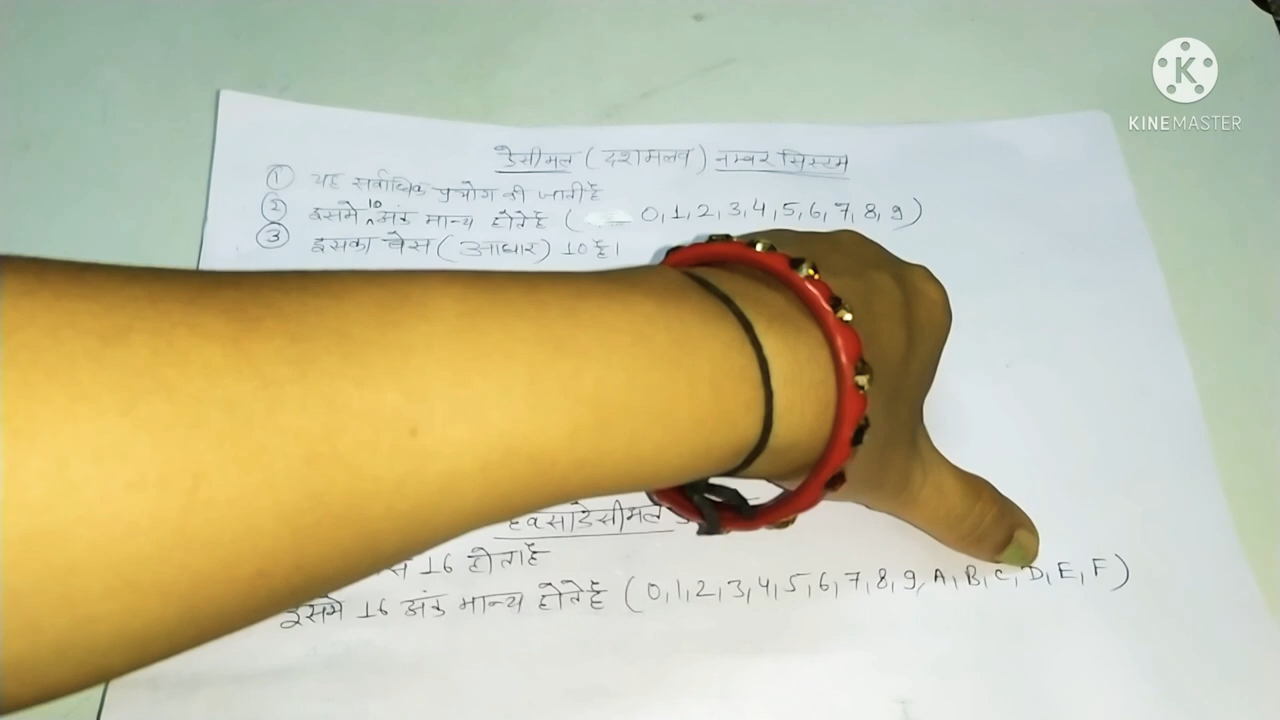 K
KINEMASTER
डेसीमल (दशमलव) नम्बर सिस्टम
① यह सर्वाधिक प्रयोग की जाती है
② इसमे 10 अंक मान्य होते है ( 0,1,2,3,4,5,6,7,8,9)
③ इसका बेस (आधार) 10 है।
हेक्साडेसीमल
16 होता है
इसमे 16 अंक मान्य होते है (0,1,2,3,4,5,6,7,8,9,A,B,C,D,E,F)